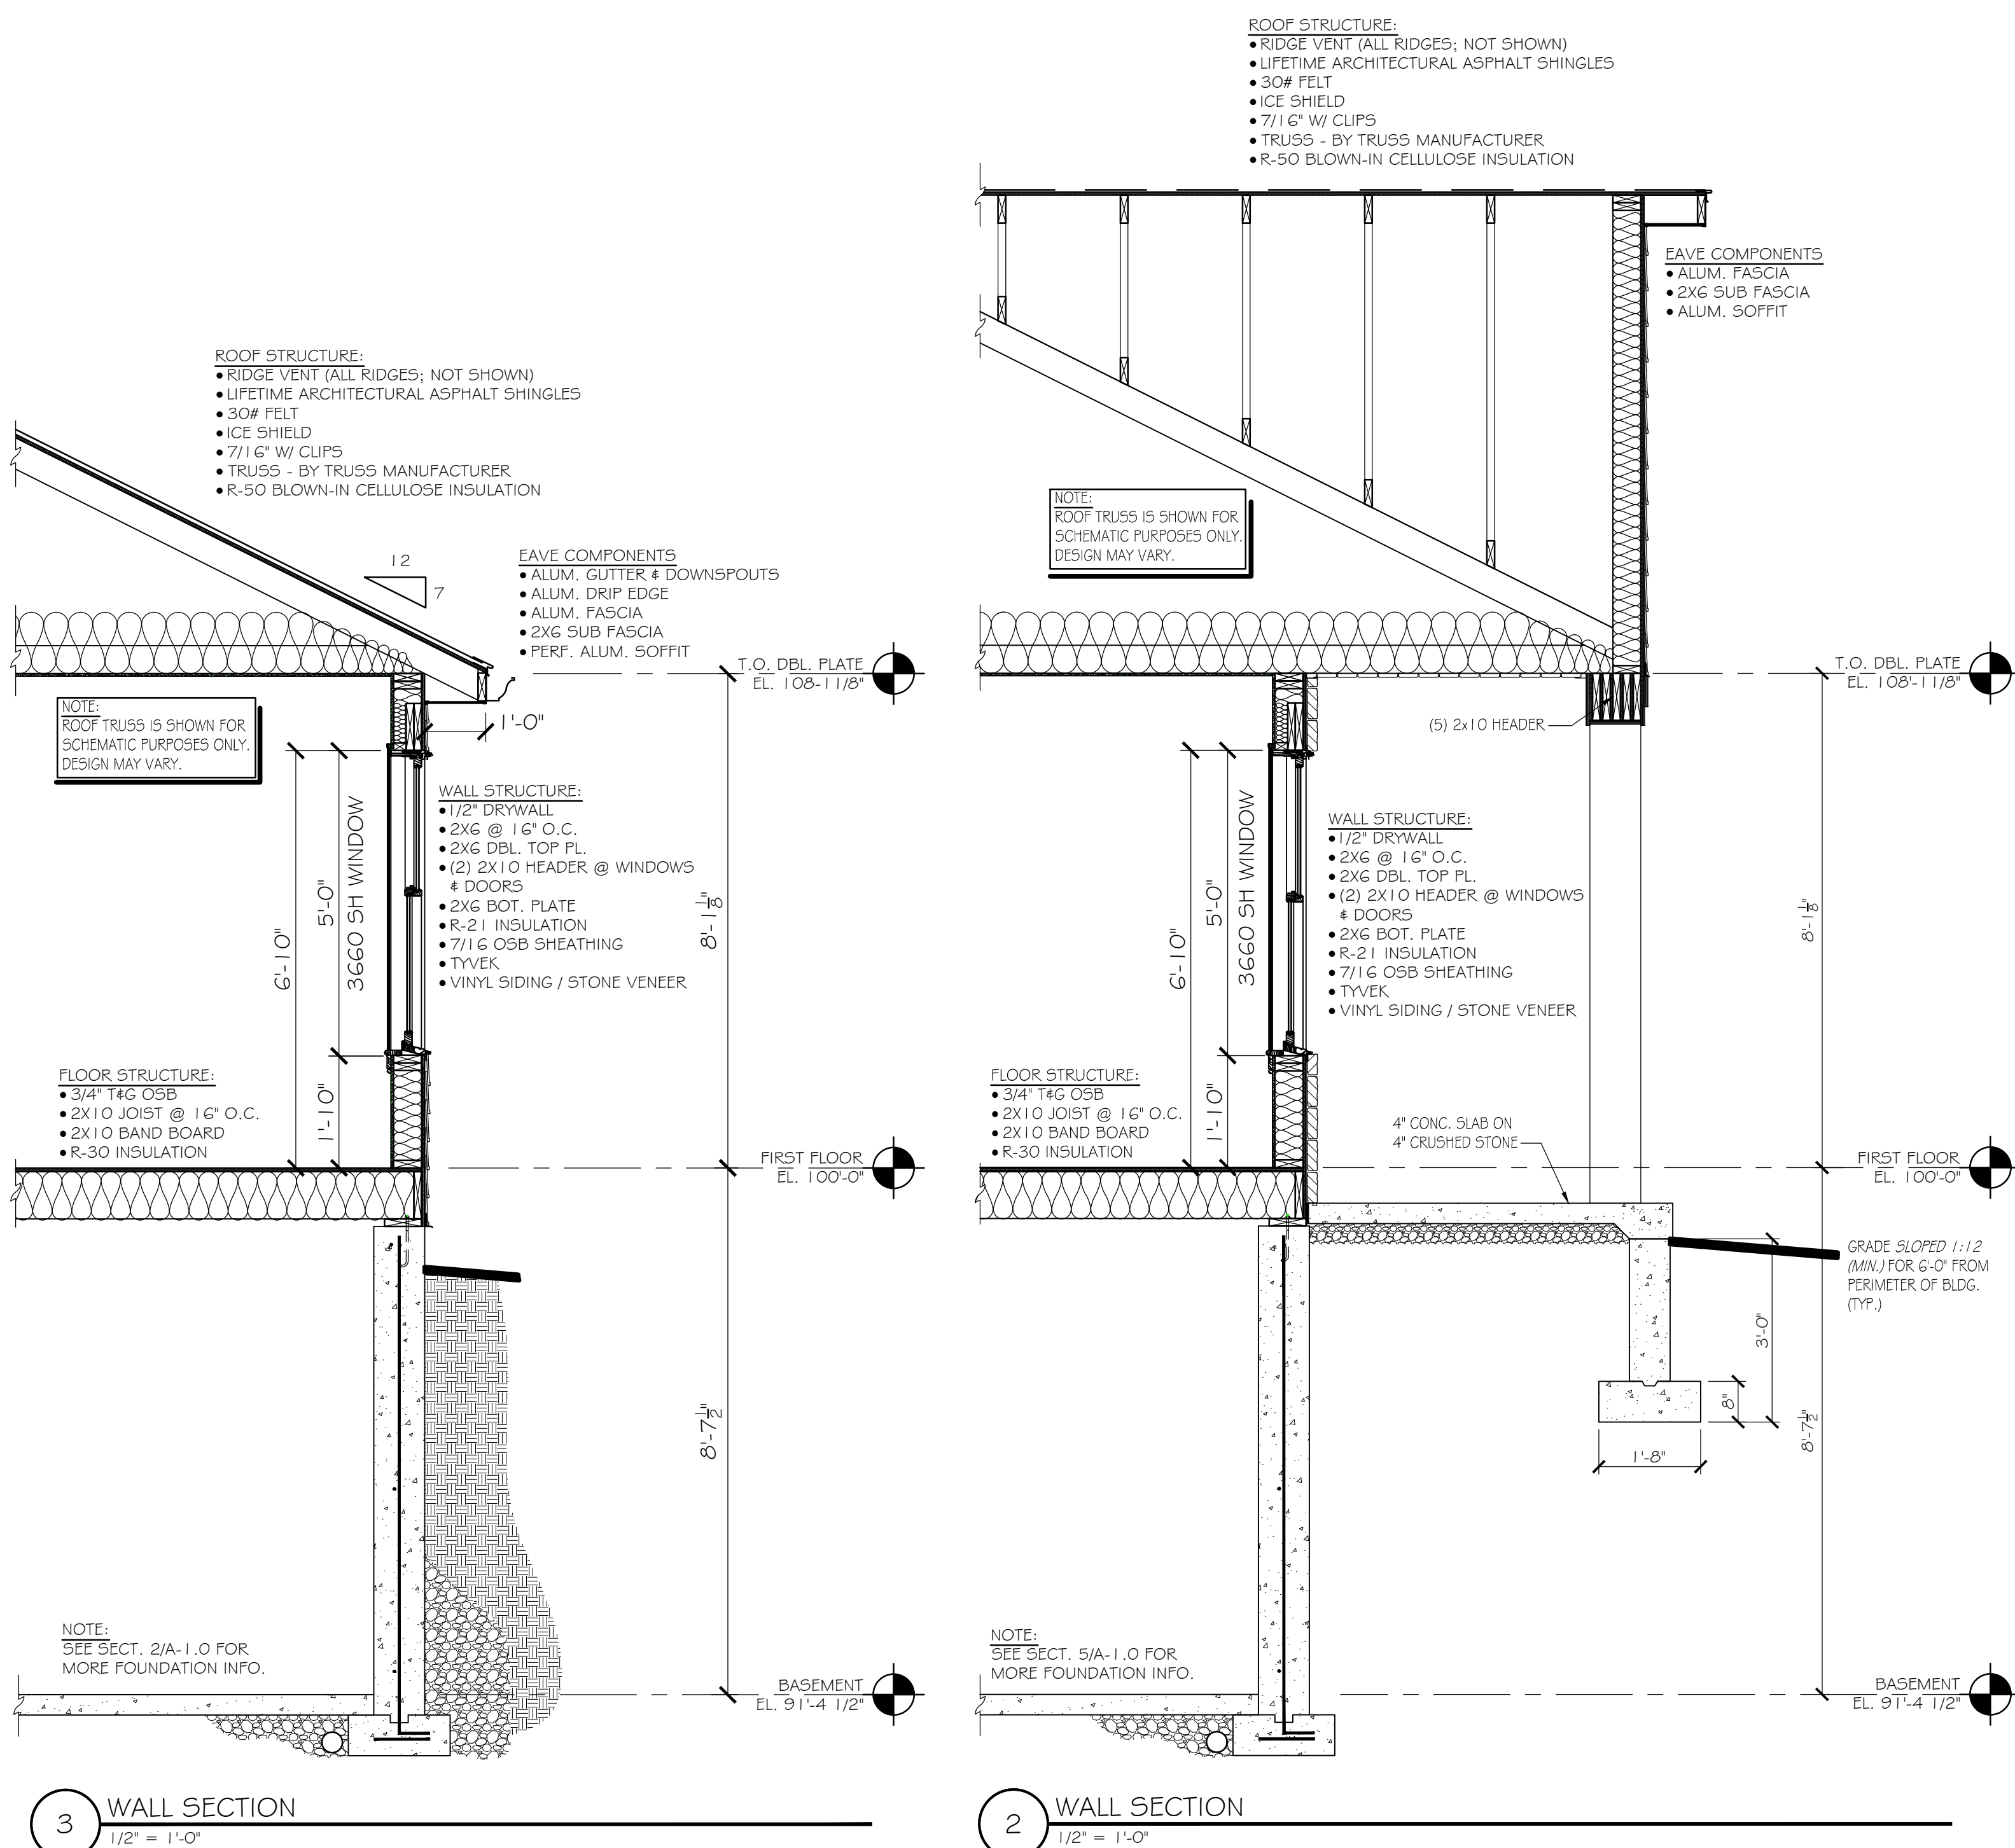 ROOF STRUCTURE:
• RIDGE VENT (ALL RIDGES; NOT SHOWN)
• LIFETIME ARCHITECTURAL ASPHALT SHINGLES
• 30# FELT
• ICE SHIELD
• 7/16" W/ CLIPS
• TRUSS - BY TRUSS MANUFACTURER
• R-50 BLOWN-IN CELLULOSE INSULATION
12
7
EAVE COMPONENTS
• ALUM. GUTTER & DOWNSPOUTS
• ALUM. DRIP EDGE
• ALUM. FASCIA
• 2X6 SUB FASCIA
• PERF. ALUM. SOFFIT
T.O. DBL. PLATE
EL. 108-11/8"
NOTE:
ROOF TRUSS IS SHOWN FOR
SCHEMATIC PURPOSES ONLY.
DESIGN MAY VARY.
1'-0"
WALL STRUCTURE:
• 1/2" DRYWALL
• 2X6 @ 16" O.C.
• 2X6 DBL. TOP PL.
• (2) 2X10 HEADER @ WINDOWS
& DOORS
• 2X6 BOT. PLATE
• R-21 INSULATION
• 7/16 OSB SHEATHING
• TYVEK
• VINYL SIDING / STONE VENEER
6'-10"
5'-0"
3660 SH WINDOW
1'-10"
8'-1 1/8"
FLOOR STRUCTURE:
• 3/4" T&G OSB
• 2X10 JOIST @ 16" O.C.
• 2X10 BAND BOARD
• R-30 INSULATION
FIRST FLOOR
EL. 100'-0"
8'-7 1/2"
NOTE:
SEE SECT. 2/A-1.0 FOR
MORE FOUNDATION INFO.
BASEMENT
EL. 91'-4 1/2"
3
WALL SECTION
1/2" = 1'-0"
ROOF STRUCTURE:
• RIDGE VENT (ALL RIDGES; NOT SHOWN)
• LIFETIME ARCHITECTURAL ASPHALT SHINGLES
• 30# FELT
• ICE SHIELD
• 7/16" W/ CLIPS
• TRUSS - BY TRUSS MANUFACTURER
• R-50 BLOWN-IN CELLULOSE INSULATION
EAVE COMPONENTS
• ALUM. FASCIA
• 2X6 SUB FASCIA
• ALUM. SOFFIT
NOTE:
ROOF TRUSS IS SHOWN FOR
SCHEMATIC PURPOSES ONLY.
DESIGN MAY VARY.
T.O. DBL. PLATE
EL. 108'-11/8"
(5) 2x10 HEADER
WALL STRUCTURE:
• 1/2" DRYWALL
• 2X6 @ 16" O.C.
• 2X6 DBL. TOP PL.
• (2) 2X10 HEADER @ WINDOWS
& DOORS
• 2X6 BOT. PLATE
• R-21 INSULATION
• 7/16 OSB SHEATHING
• TYVEK
• VINYL SIDING / STONE VENEER
6'-10"
5'-0"
3660 SH WINDOW
1'-10"
8'-1 1/8"
FLOOR STRUCTURE:
• 3/4" T&G OSB
• 2X10 JOIST @ 16" O.C.
• 2X10 BAND BOARD
• R-30 INSULATION
4" CONC. SLAB ON
4" CRUSHED STONE
FIRST FLOOR
EL. 100'-0"
GRADE SLOPED 1:12
(MIN.) FOR 6'-0" FROM
PERIMETER OF BLDG.
(TYP.)
3'-0"
8"
1'-8"
8'-7 1/2"
NOTE:
SEE SECT. 5/A-1.0 FOR
MORE FOUNDATION INFO.
BASEMENT
EL. 91'-4 1/2"
2
WALL SECTION
1/2" = 1'-0"